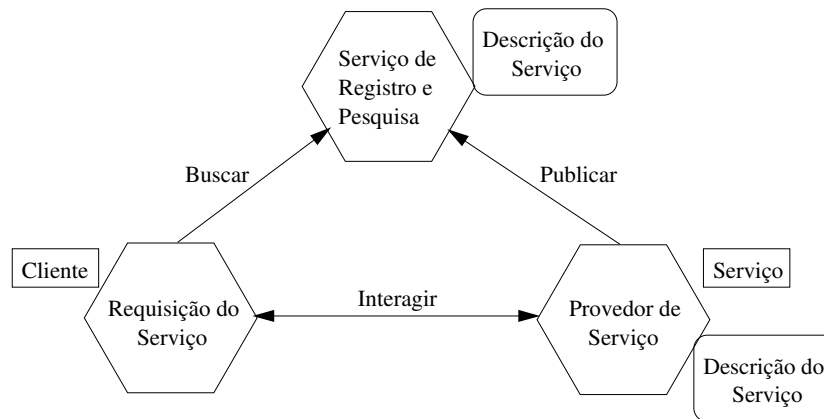 Serviço de
Registro e
Pesquisa
Descrição do
Serviço
Buscar
Publicar
Cliente
Requisição do
Serviço
Interagir
Provedor de
Serviço
Serviço
Descrição do
Serviço